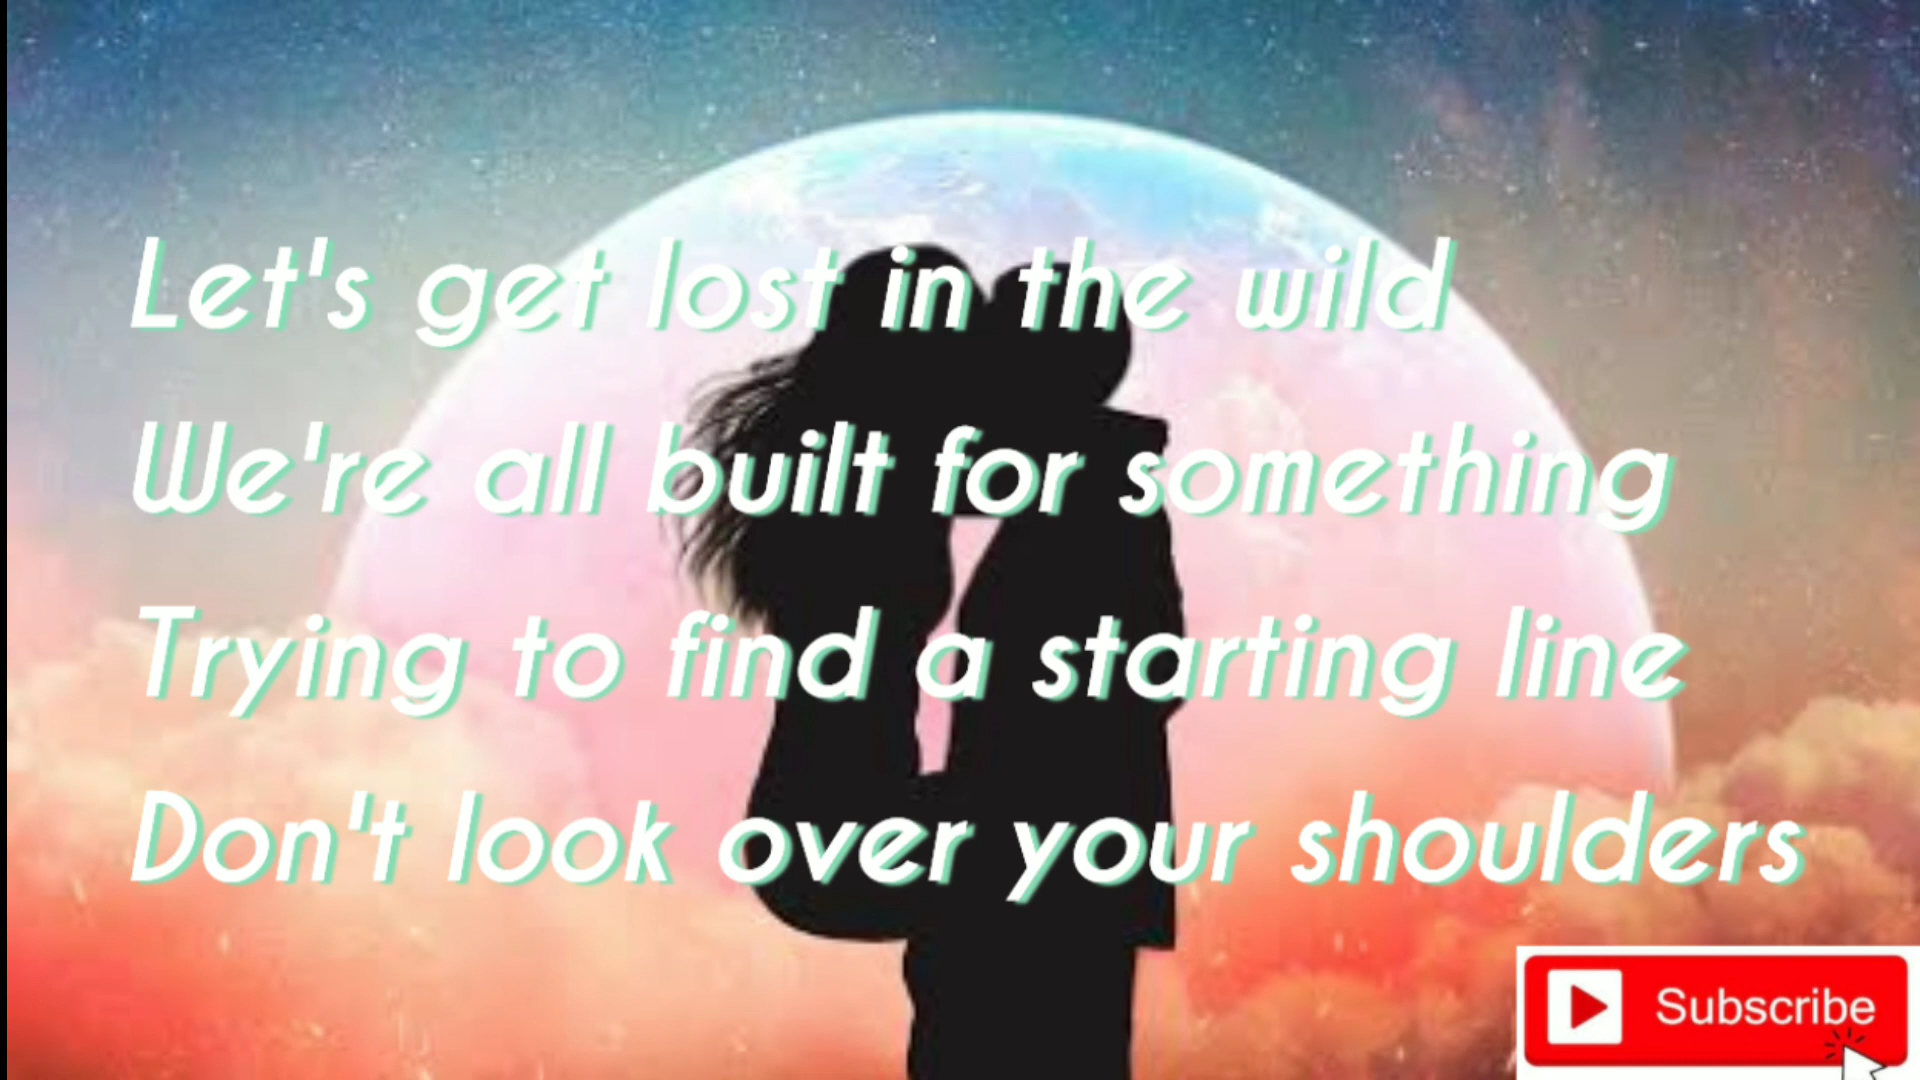 Let's get lost in the wild
We're all built for something
Trying to find a starting line
Don't look over your shoulders
Subscribe